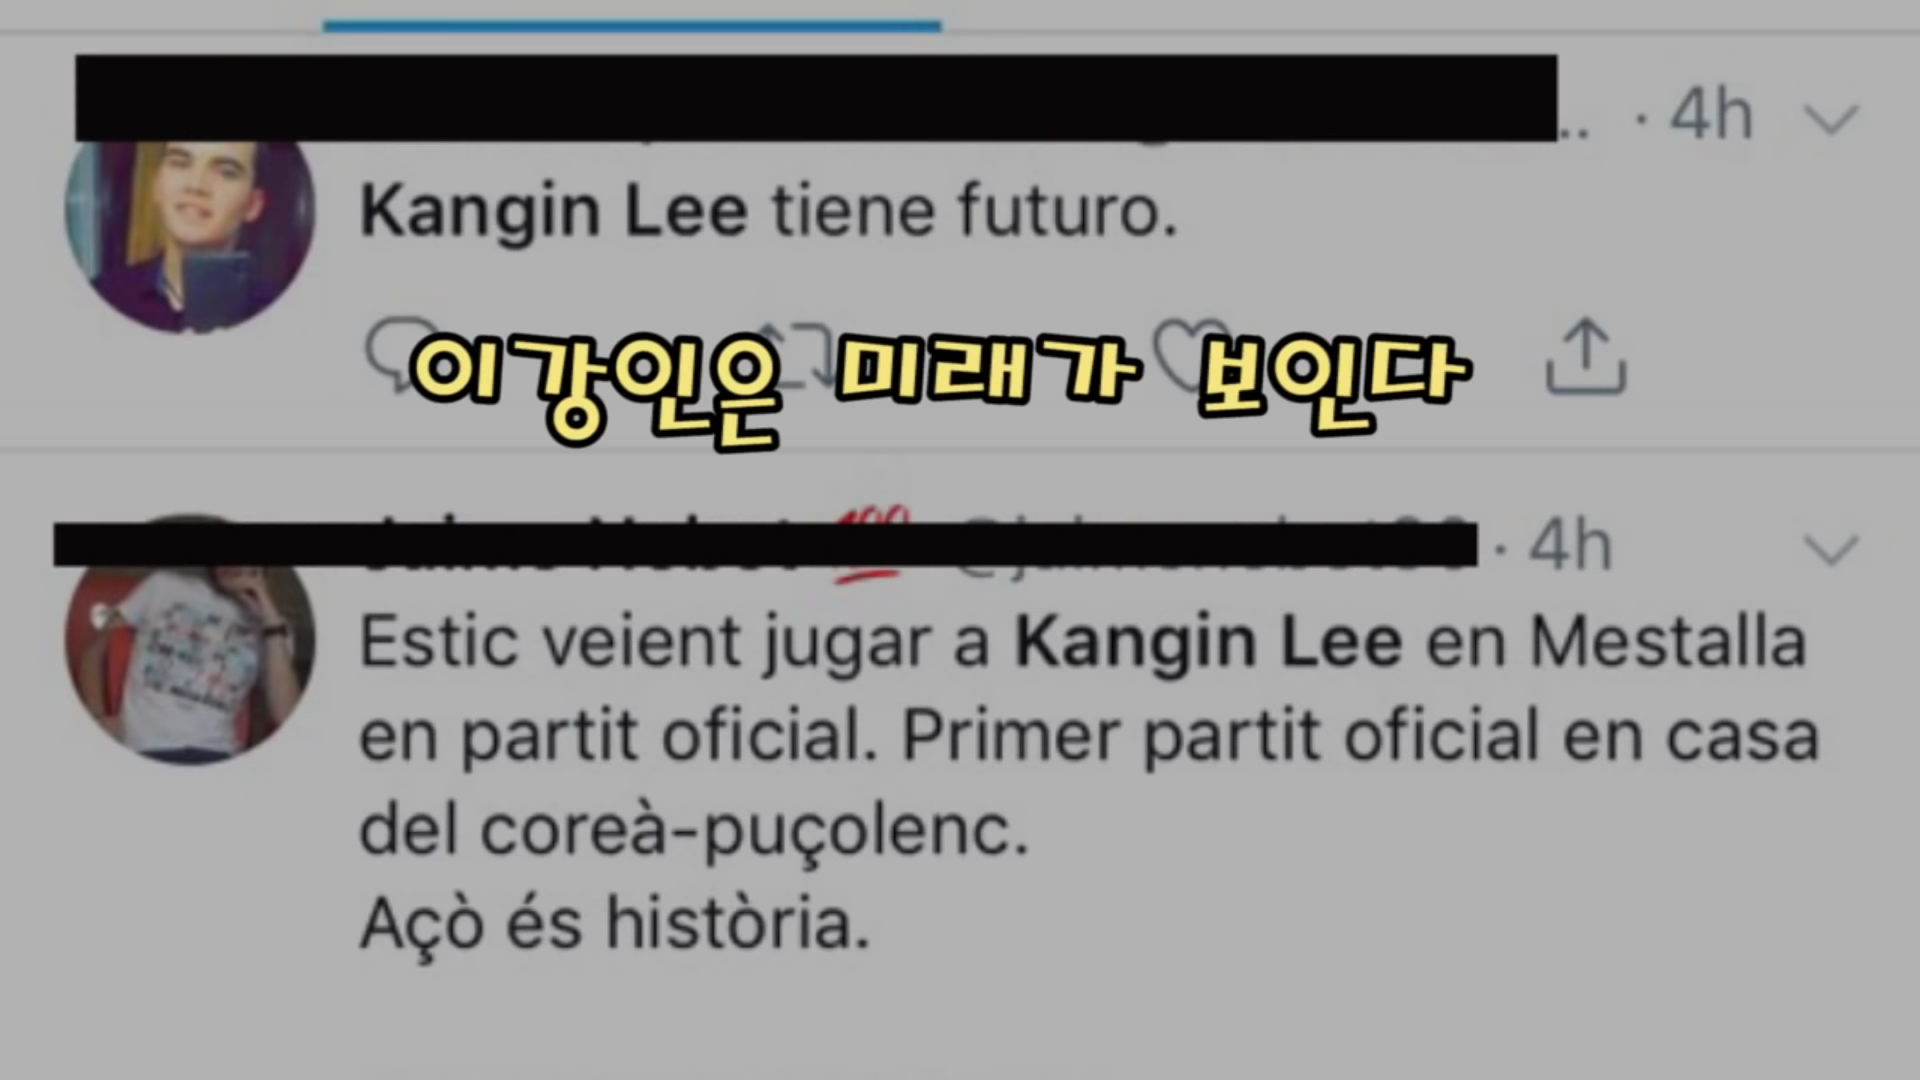 .. · 4h
Kangin Lee tiene futuro.
이강인은 미래가 보인다
· 4h
Estic veient jugar a Kangin Lee en Mestalla
en partit oficial. Primer partit oficial en casa
del coreà-puçolenc.
Açò és història.